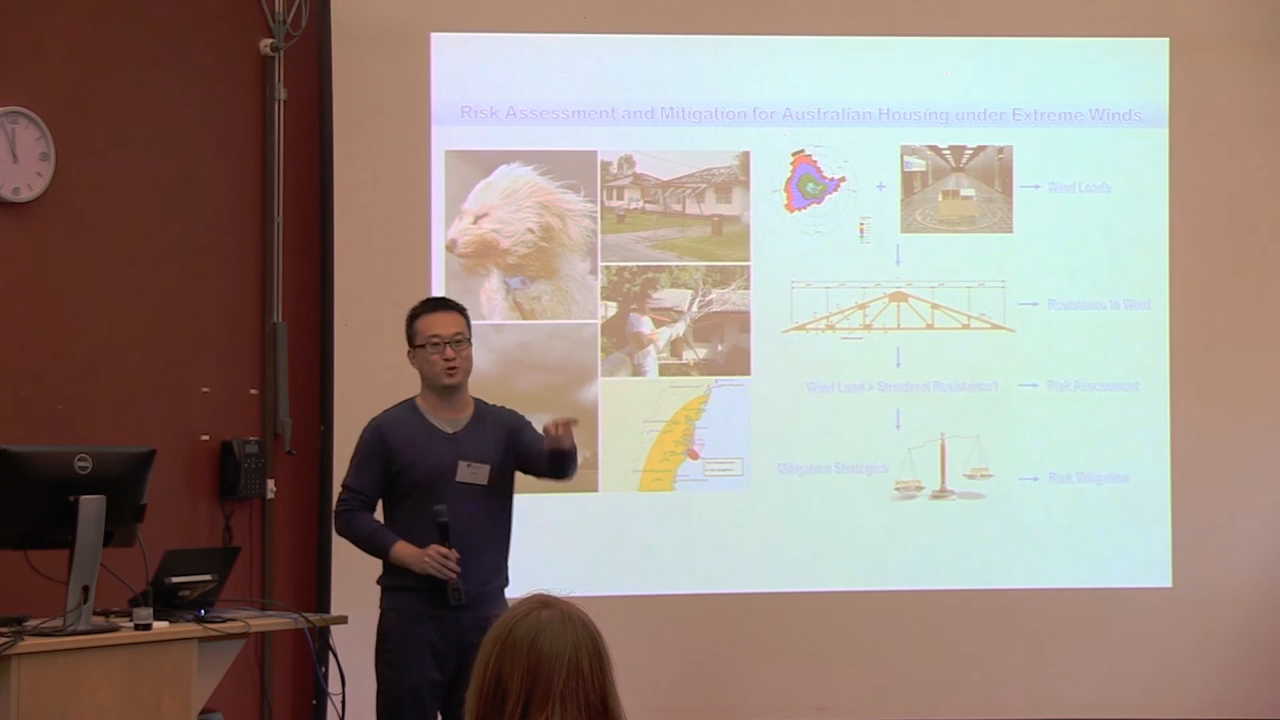 Risk Assessment and Mitigation for Australian Housing under Extreme Winds
Wind Loads
Resistance to Wind
Wind Load > Structural Resistance?
Risk Assessment
Mitigation Strategies
Risk Mitigation
DELL